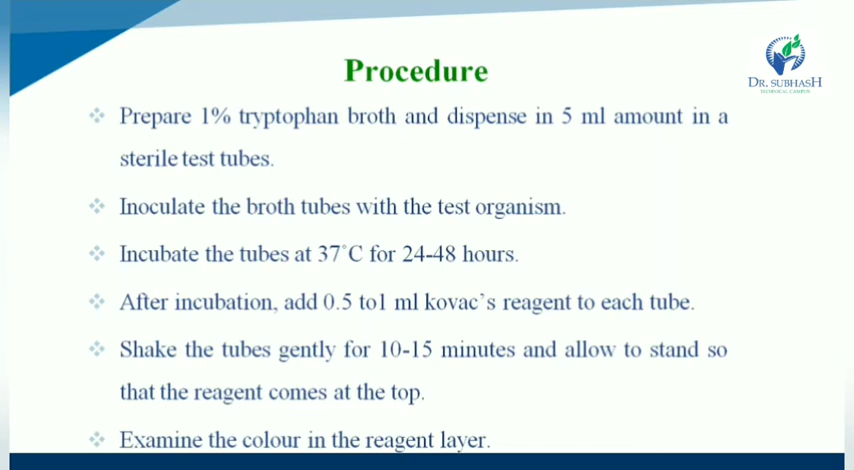 Procedure
DR. SUBHASH
TECHNICAL CAMPUS
Prepare 1% tryptophan broth and dispense in 5 ml amount in a
sterile test tubes.
Inoculate the broth tubes with the test organism.
Incubate the tubes at 37˚C for 24-48 hours.
After incubation, add 0.5 to1 ml kovac’s reagent to each tube.
Shake the tubes gently for 10-15 minutes and allow to stand so
that the reagent comes at the top.
Examine the colour in the reagent layer.